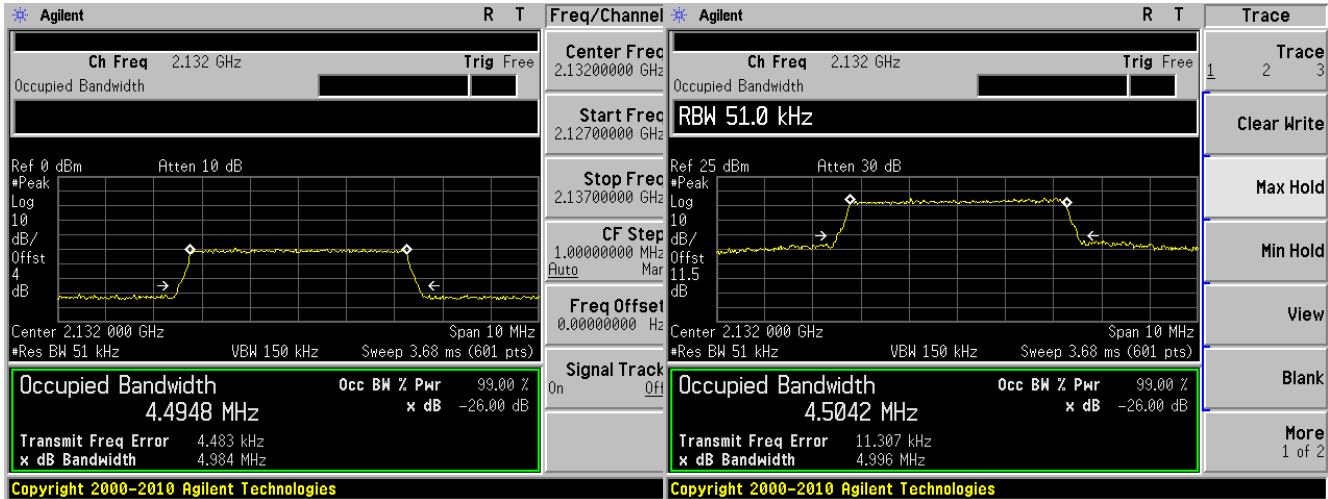 Agilent R T Freq/Channel
Ch Freq 2.132 GHz Trig Free
Occupied Bandwidth
Center Freq
2.13200000 GHz
Start Freq
2.12700000 GHz
Stop Freq
2.13700000 GHz
CF Step
1.00000000 MHz
Auto Man
Freq Offset
0.00000000 Hz
Signal Track
On Off
Ref 0 dBm Atten 10 dB
#Peak
Log
10
dB/
Offst
4
dB
Center 2.132 000 GHz Span 10 MHz
#Res BW 51 kHz VBW 150 kHz Sweep 3.68 ms (601 pts)
Occupied Bandwidth Occ BW % Pwr 99.00 %
4.4948 MHz x dB -26.00 dB
Transmit Freq Error 4.483 kHz
x dB Bandwidth 4.984 MHz
Copyright 2000-2010 Agilent Technologies
Agilent R T Trace
Ch Freq 2.132 GHz Trig Free
Occupied Bandwidth
RBW 51.0 kHz
Trace
1 2 3
Clear Write
Max Hold
Min Hold
View
Blank
More
1 of 2
Ref 25 dBm Atten 30 dB
#Peak
Log
10
dB/
Offst
11.5
dB
Center 2.132 000 GHz Span 10 MHz
#Res BW 51 kHz VBW 150 kHz Sweep 3.68 ms (601 pts)
Occupied Bandwidth Occ BW % Pwr 99.00 %
4.5042 MHz x dB -26.00 dB
Transmit Freq Error 11.307 kHz
x dB Bandwidth 4.996 MHz
Copyright 2000-2010 Agilent Technologies